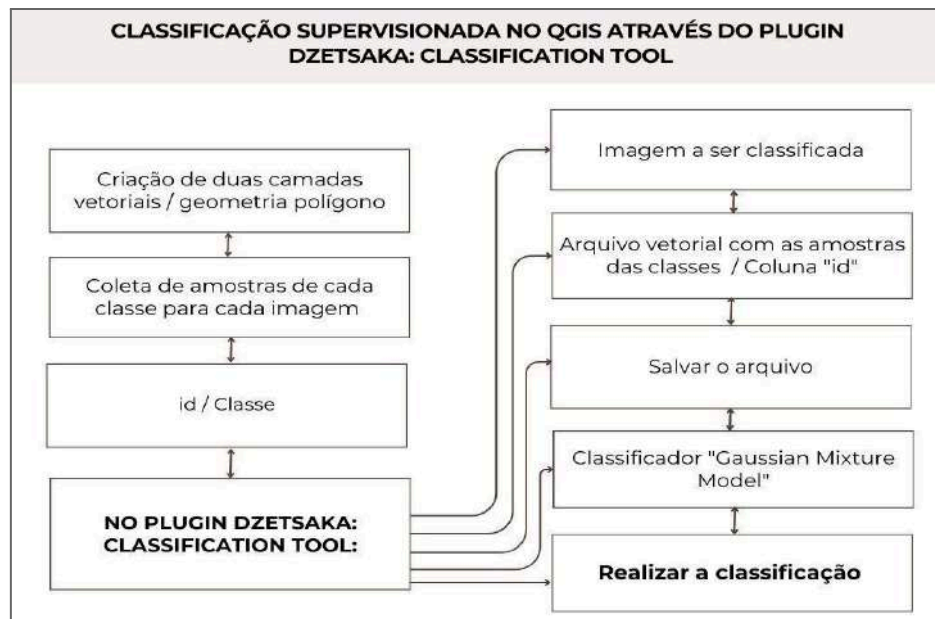 CLASSIFICAÇÃO SUPERVISIONADA NO QGIS ATRAVÉS DO PLUGIN
DZETSAKA: CLASSIFICATION TOOL
Criação de duas camadas
vetoriais / geometria polígono
Coleta de amostras de cada
classe para cada imagem
id / Classe
NO PLUGIN DZETSAKA:
CLASSIFICATION TOOL:
Imagem a ser classificada
Arquivo vetorial com as amostras
das classes / Coluna "id"
Salvar o arquivo
Classificador "Gaussian Mixture
Model"
Realizar a classificação